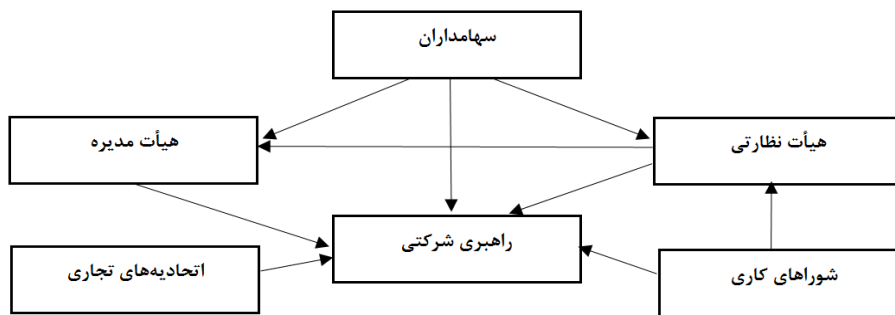 سهامداران
هیأت نظارتی
هیأت مدیره
راهبری شرکتی
شوراهای کاری
اتحادیه‌های تجاری